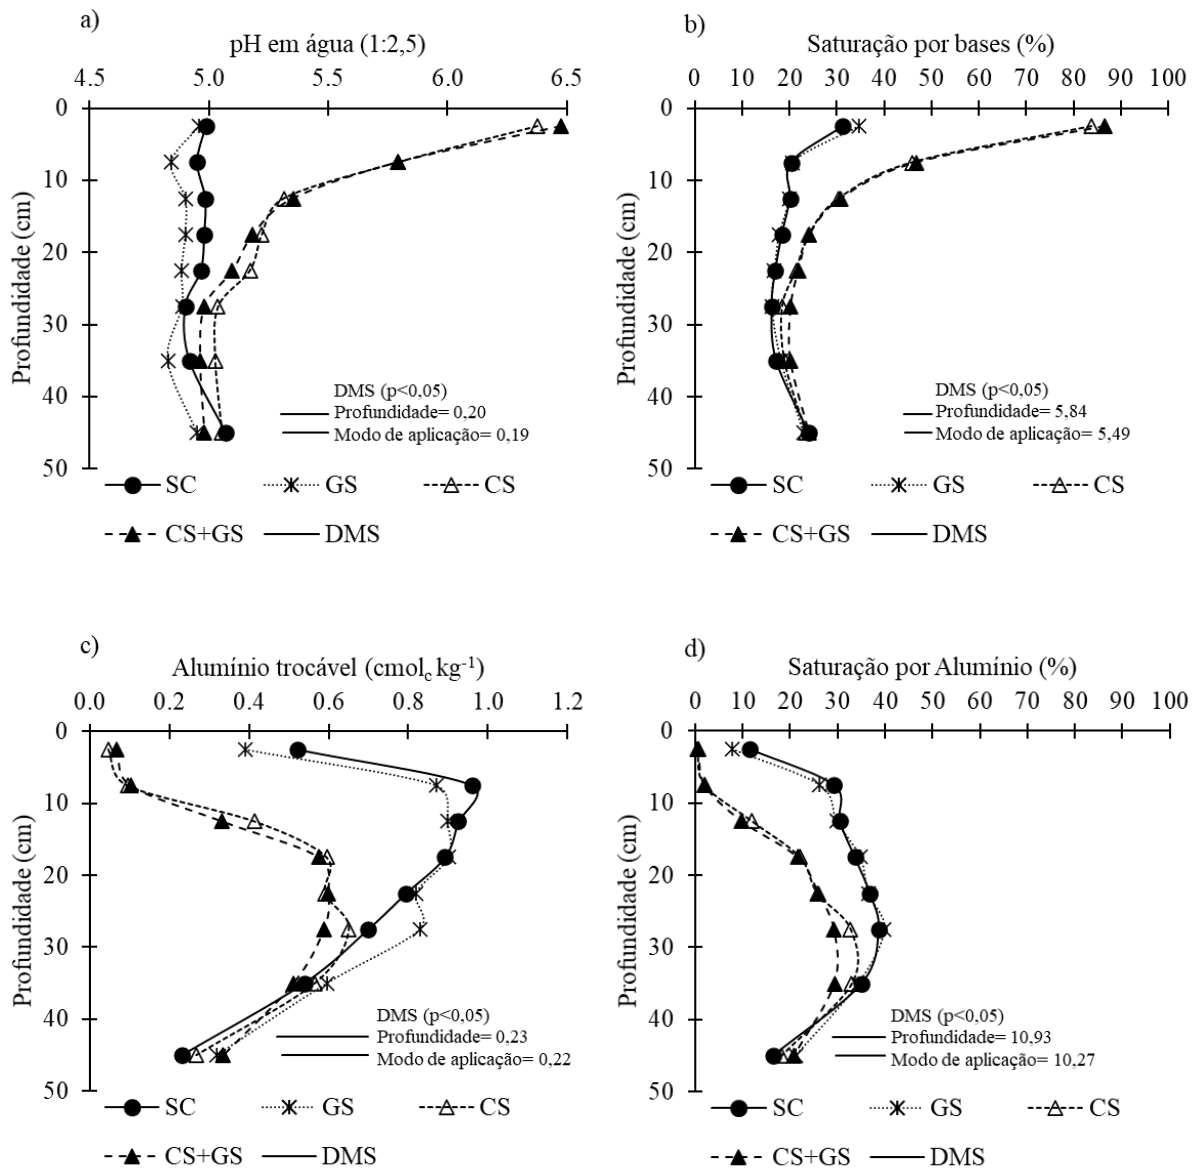 a)
pH em água (1:2,5)
4.5 5.0 5.5 6.0 6.5
0
10
20
30
40
50
Profundidade (cm)
DMS (p<0,05)
Profundidade= 0,20
Modo de aplicação= 0,19
SC GS CS
CS+GS DMS
b)
Saturação por bases (%)
0 10 20 30 40 50 60 70 80 90 100
0
10
20
30
40
50
Profundidade (cm)
DMS (p<0,05)
Profundidade= 5,84
Modo de aplicação= 5,49
SC GS CS
CS+GS DMS
c)
Alumínio trocável (cmolc kg-1)
0.0 0.2 0.4 0.6 0.8 1.0 1.2
0
10
20
30
40
50
Profundidade (cm)
DMS (p<0,05)
Profundidade= 0,23
Modo de aplicação= 0,22
SC GS CS
CS+GS DMS
d)
Saturação por Alumínio (%)
0 10 20 30 40 50 60 70 80 90 100
0
10
20
30
40
50
Profundidade (cm)
DMS (p<0,05)
Profundidade= 10,93
Modo de aplicação= 10,27
SC GS CS
CS+GS DMS